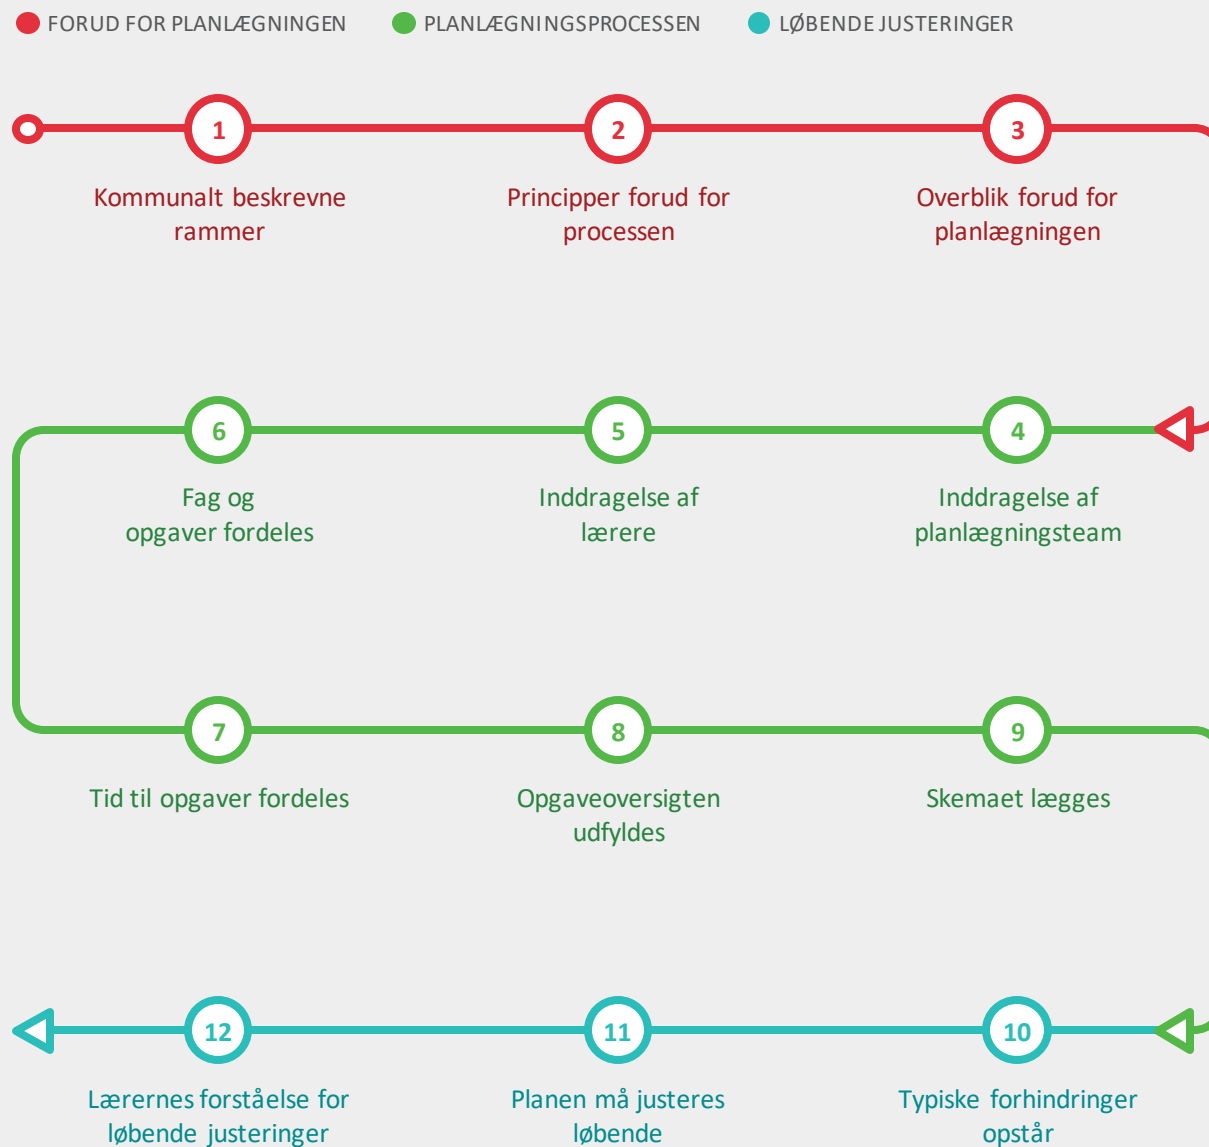 FORUD FOR PLANLÆGNINGEN
PLANLÆGNINGSPROCESSEN
LØBENDE JUSTERINGER
1
Kommunalt beskrevne
rammer
2
Principper forud for
processen
3
Overblik forud for
planlægningen
4
Inddragelse af
planlægningsteam
5
Inddragelse af
lærere
6
Fag og
opgaver fordeles
7
Tid til opgaver fordeles
8
Opgaveoversigten
udfyldes
9
Skemaet lægges
10
Typiske forhindringer
opstår
11
Planen må justeres
løbende
12
Lærernes forståelse for
løbende justeringer